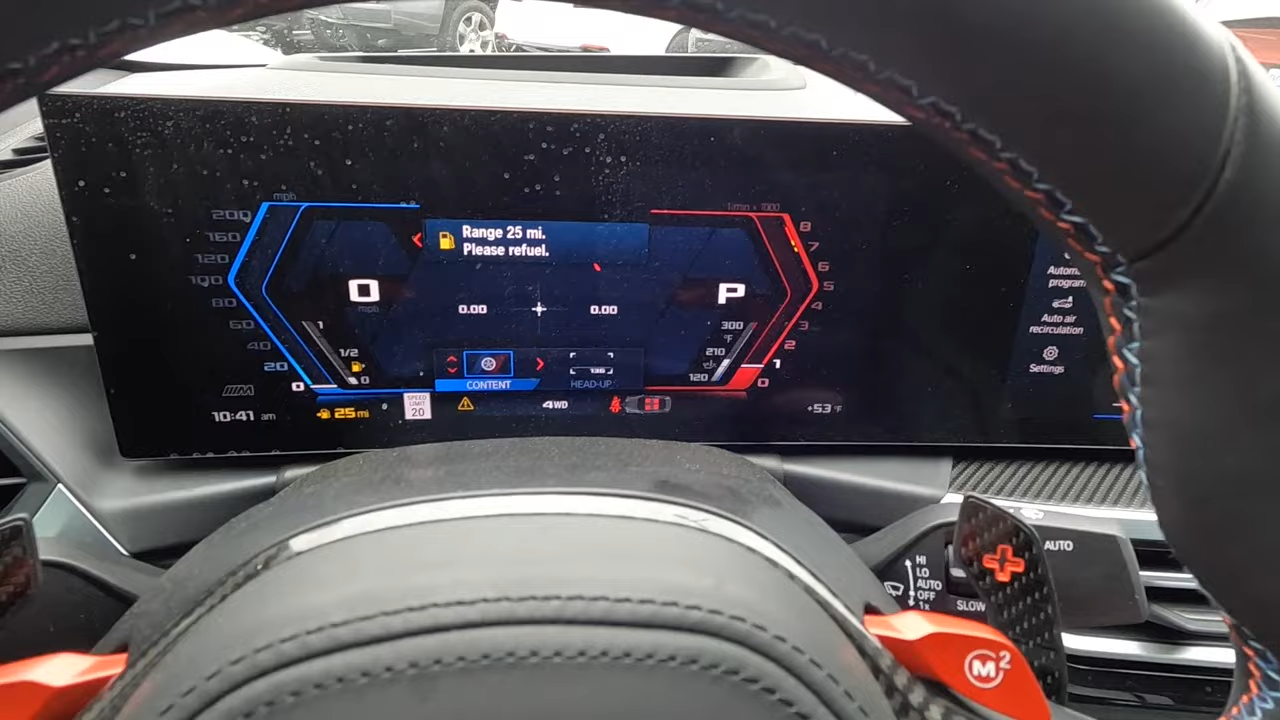 mph
200
160
120
100
80
60
40
20
0
0
mph
1
1/2
0
Range 25 mi.
Please refuel.
0.00
0.00
CONTENT
136
HEAD-UP
1/min x 1000
8
7
6
5
4
3
2
1
0
P
300
°F
210
120
M
10:41 am
25 mi
SPEED
LIMIT
20
4WD
+53 °F
program
Auto air
recirculation
Settings
HI
LO
AUTO
OFF
1x
SLOW
AUTO
M2